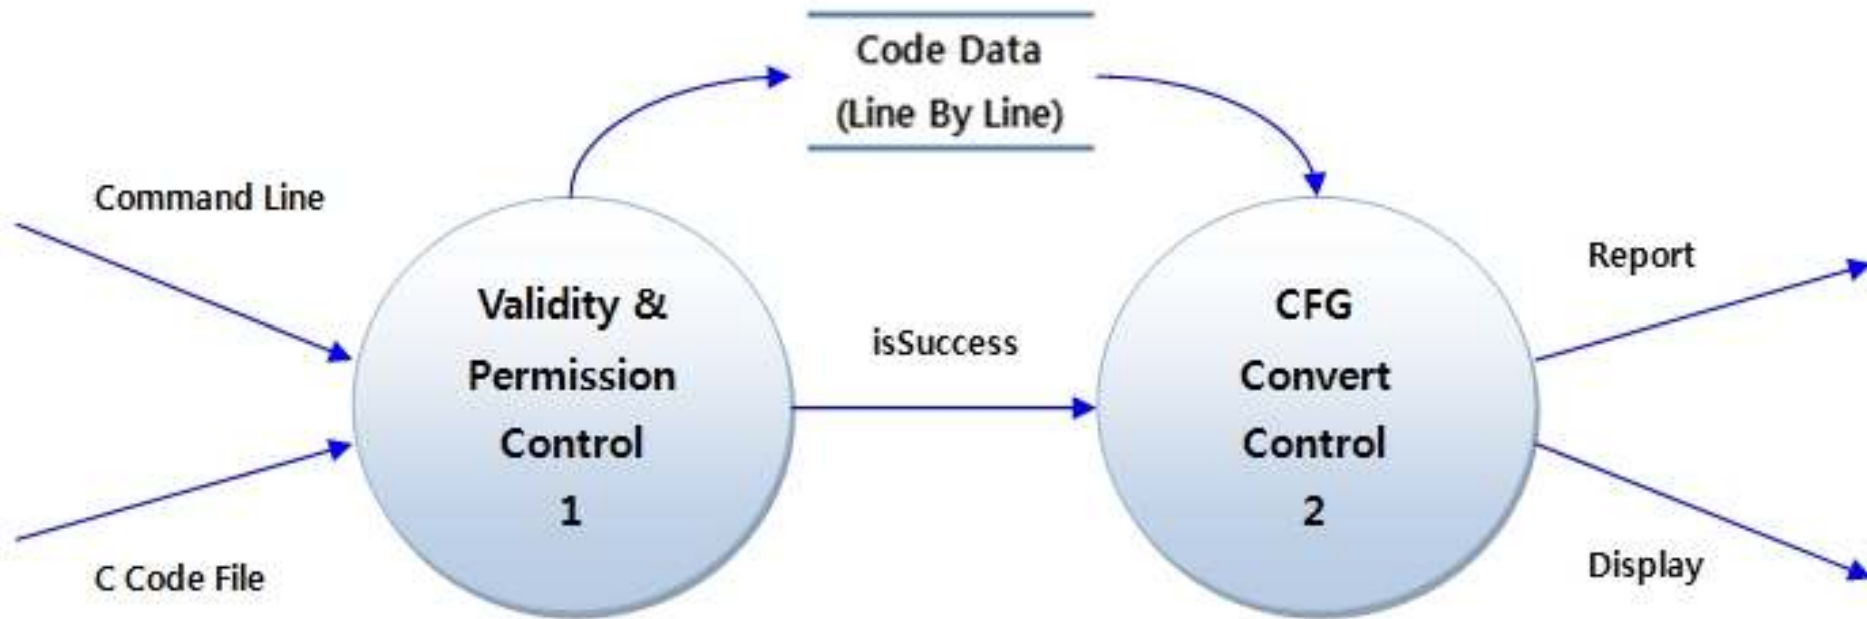 Code Data
(Line By Line)
Command Line
Validity &
Permission
Control
1
C Code File
isSuccess
CFG
Convert
Control
2
Report
Display